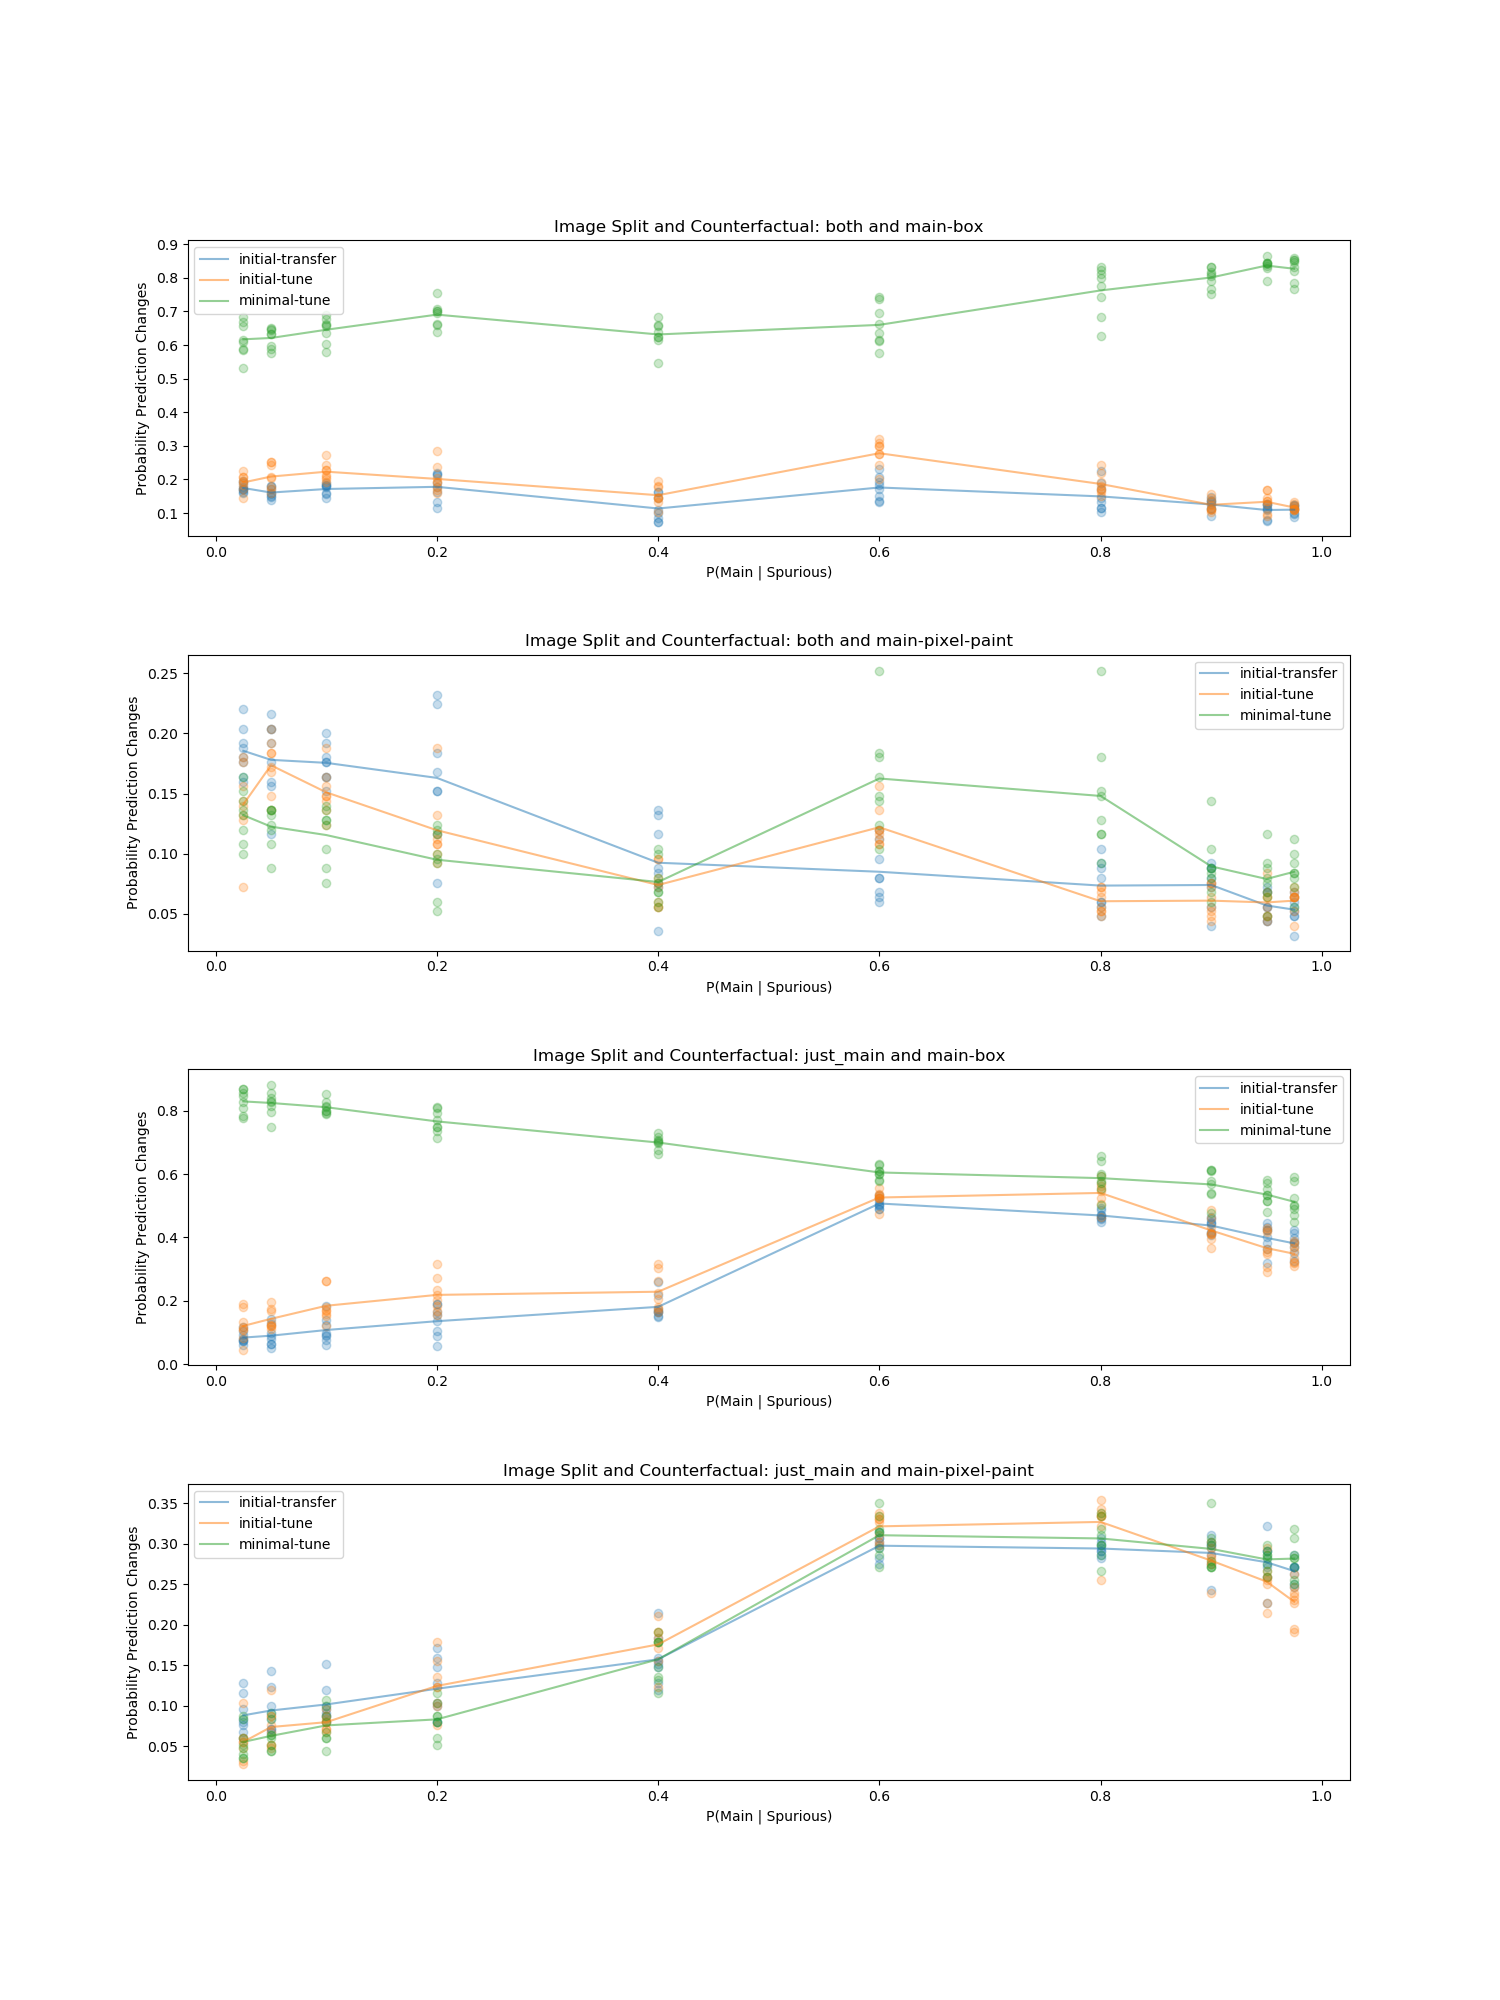 Image Split and Counterfactual: both and main-box
Probability Prediction Changes
initial-transfer
initial-tune
minimal-tune
0.9
0.8
0.7
0.6
0.5
0.4
0.3
0.2
0.1
0.0 0.2 0.4 0.6 0.8 1.0
P(Main | Spurious)
Image Split and Counterfactual: both and main-pixel-paint
Probability Prediction Changes
initial-transfer
initial-tune
minimal-tune
0.25
0.20
0.15
0.10
0.05
0.0 0.2 0.4 0.6 0.8 1.0
P(Main | Spurious)
Image Split and Counterfactual: just_main and main-box
Probability Prediction Changes
initial-transfer
initial-tune
minimal-tune
0.8
0.6
0.4
0.2
0.0
0.0 0.2 0.4 0.6 0.8 1.0
P(Main | Spurious)
Image Split and Counterfactual: just_main and main-pixel-paint
Probability Prediction Changes
initial-transfer
initial-tune
minimal-tune
0.35
0.30
0.25
0.20
0.15
0.10
0.05
0.0 0.2 0.4 0.6 0.8 1.0
P(Main | Spurious)